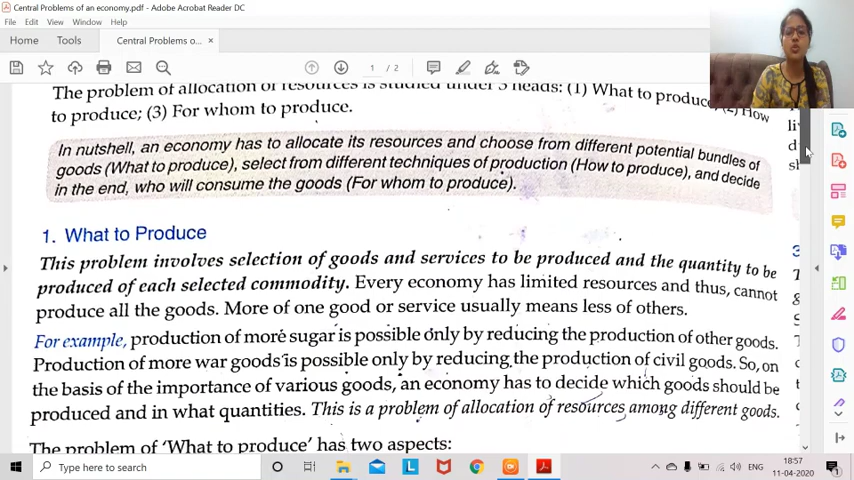 Central Problems of an economy.pdf - Adobe Acrobat Reader DC
File Edit View Window Help
Home Tools Central Problems o... ×
1 / 2
The problem of allocation of resources is studied under 3 heads: (1) What to produce; (2) How
to produce; (3) For whom to produce.
In nutshell, an economy has to allocate its resources and choose from different potential bundles of
goods (What to produce), select from different techniques of production (How to produce), and decide
in the end, who will consume the goods (For whom to produce).
1. What to Produce
This problem involves selection of goods and services to be produced and the quantity to be
produced of each selected commodity. Every economy has limited resources and thus, cannot
produce all the goods. More of one good or service usually means less of others.
For example, production of more sugar is possible only by reducing the production of other goods.
Production of more war goods is possible only by reducing the production of civil goods. So, on
the basis of the importance of various goods, an economy has to decide which goods should be
produced and in what quantities. This is a problem of allocation of resources among different goods.
The problem of 'What to produce' has two aspects:
Type here to search
ENG
18:57
11-04-2020